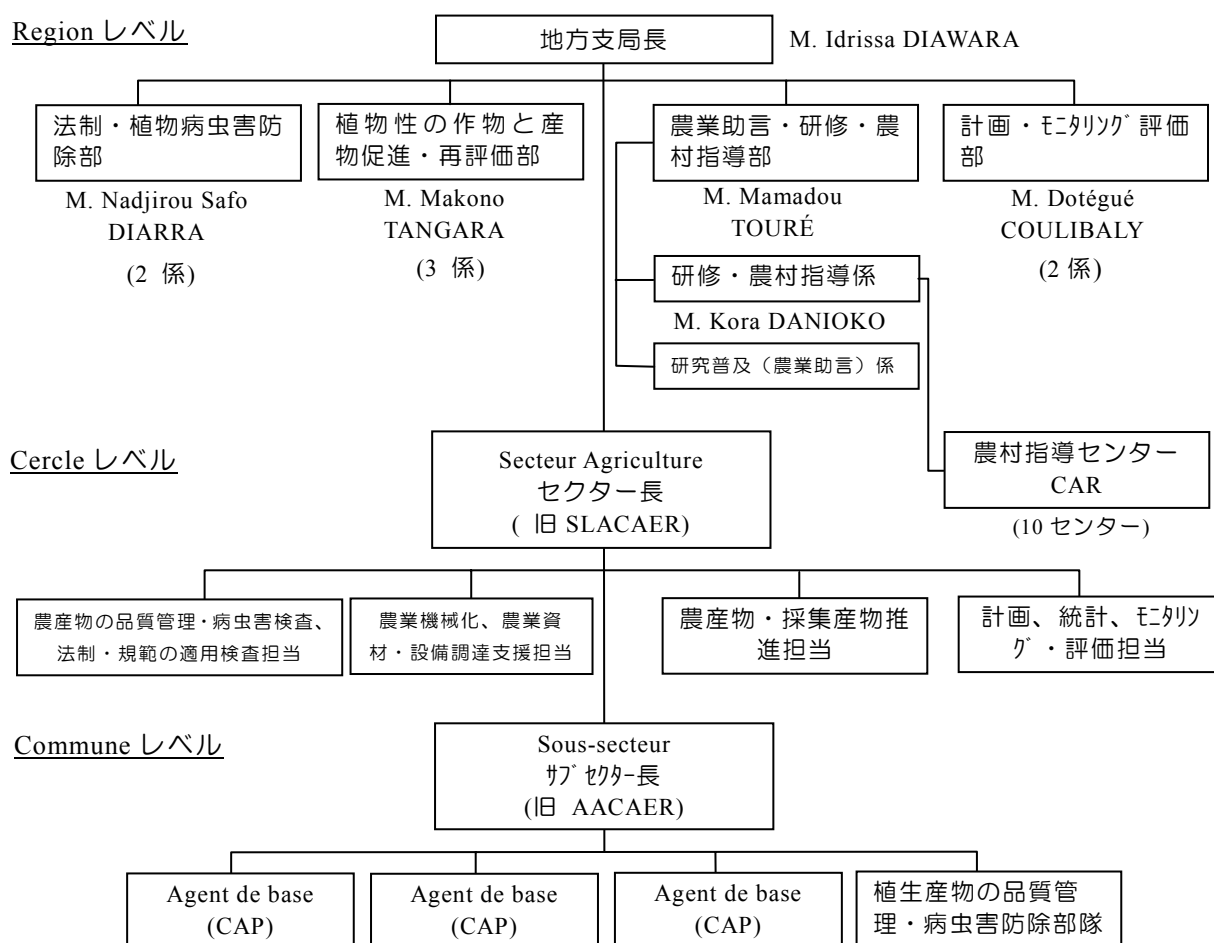 Region レベル
地方支局長
M. Idrissa DIAWARA
法制・植物病虫害防
除部
M. Nadjirou Safo
DIARRA
(2 係)
植物性の作物と産
物促進・再評価部
M. Makono
TANGARA
(3 係)
農業助言・研修・農
村指導部
M. Mamadou
TOURÉ
計画・ﾓﾆﾀﾘﾝｸﾞ評価
部
M. Dotégué
COULIBALY
(2 係)
研修・農村指導係
M. Kora DANIOKO
研究普及（農業助言）係
Cercle レベル
Secteur Agriculture
セクター長
( 旧 SLACAER)
農村指導センター
CAR
(10 センター)
農産物の品質管理・病虫害検査、
法制・規範の適用検査担当
農業機械化、農業資
材・設備調達支援担当
農産物・採集産物推
進担当
計画、統計、ﾓﾆﾀﾘﾝ
ｸﾞ・評価担当
Commune レベル
Sous-secteur
ｻﾌﾞｾｸﾀｰ長
(旧 AACAER)
Agent de base
(CAP)
Agent de base
(CAP)
Agent de base
(CAP)
植生産物の品質管
理・病虫害防除部隊